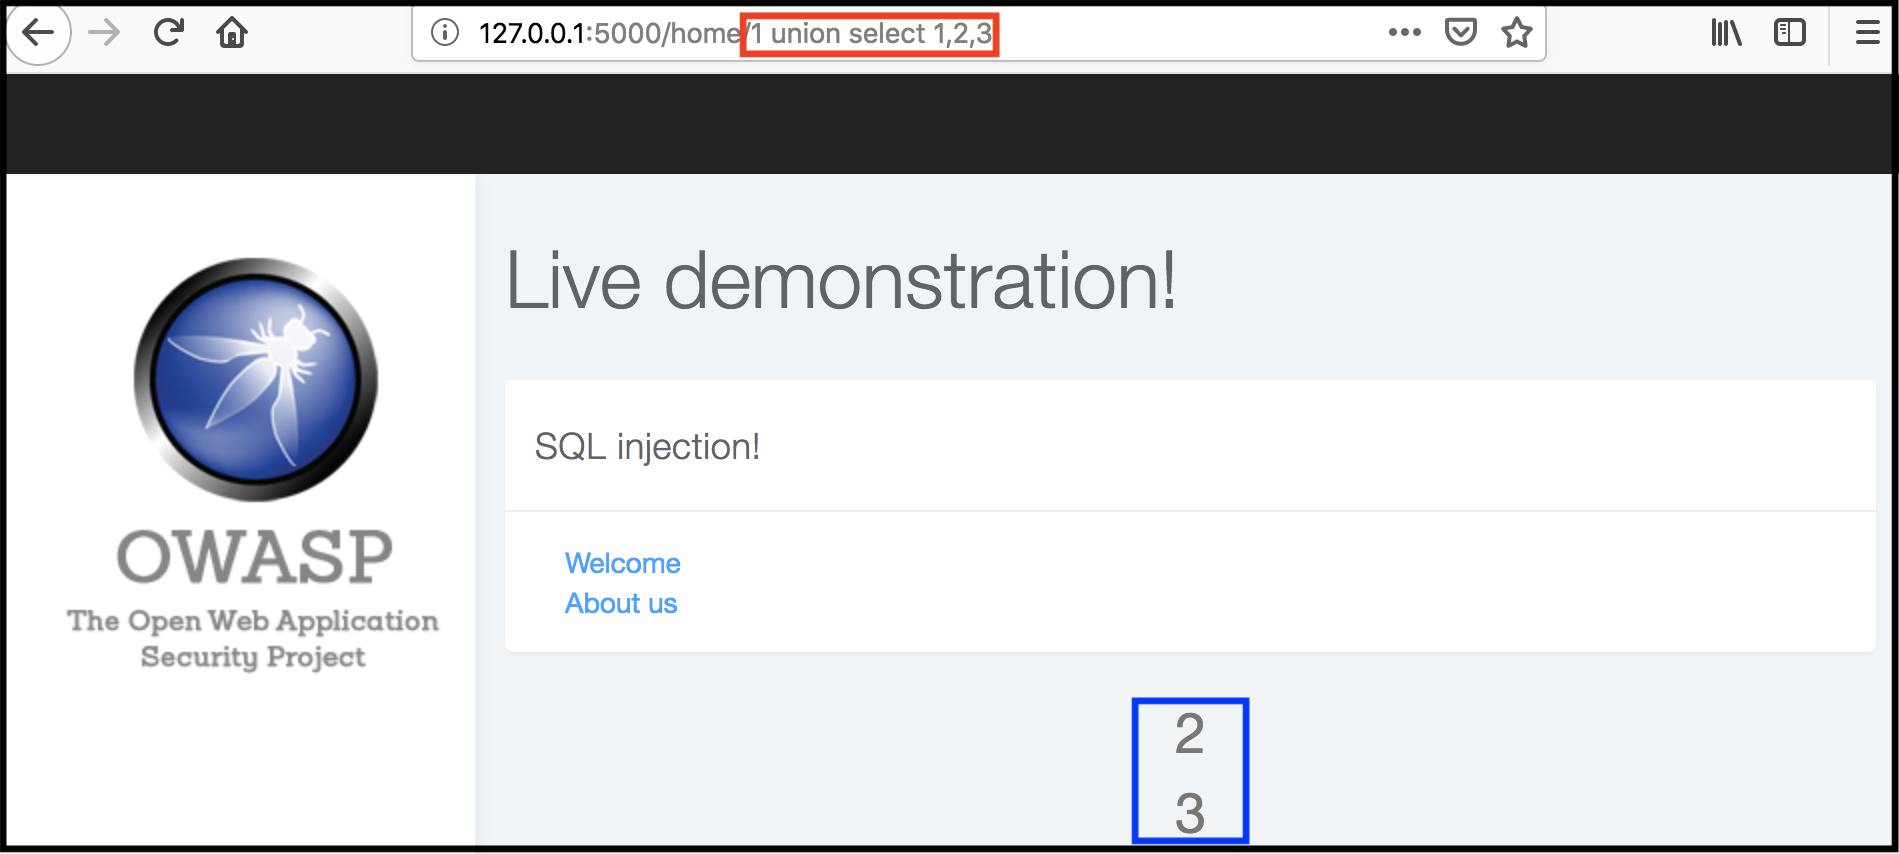 127.0.0.1:5000/home/1 union select 1,2,3
Live demonstration!
SQL injection!
Welcome
About us
OWASP
The Open Web Application
Security Project
2
3